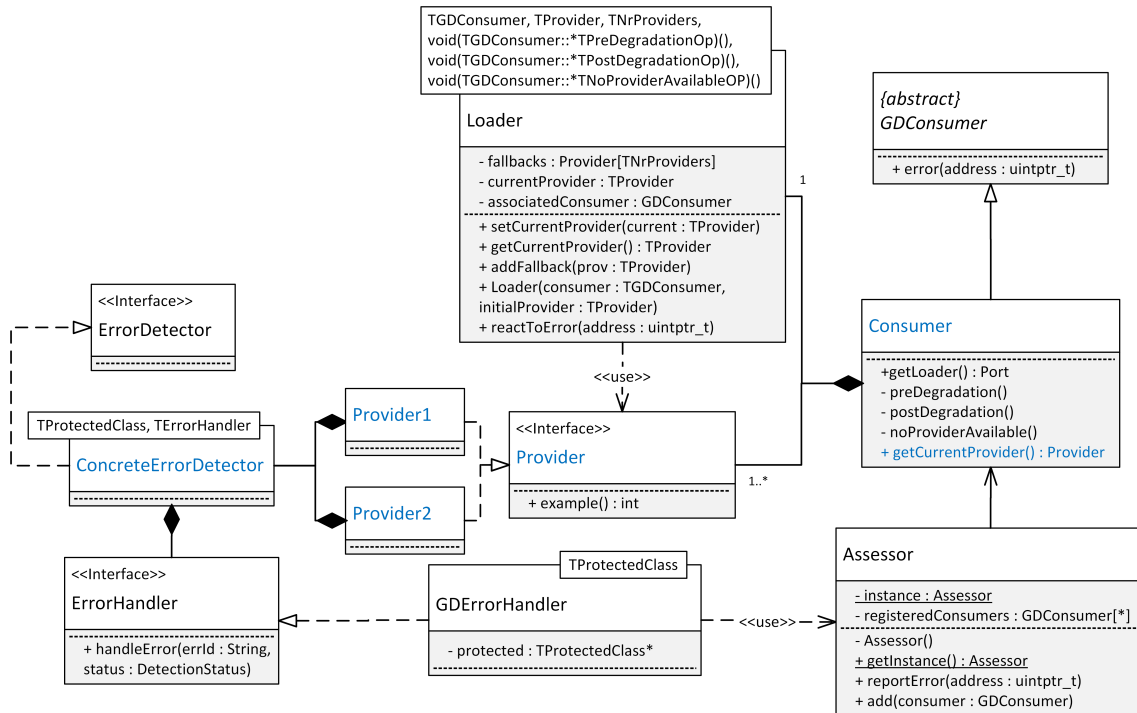 TGDConsumer, TProvider, TNrProviders,
void(TGDConsumer::*TPreDegradationOp)(),
void(TGDConsumer::*TPostDegradationOp)(),
void(TGDConsumer::*TNoProviderAvailableOP)()
Loader
- fallbacks : Provider[TNrProviders]
- currentProvider : TProvider
- associatedConsumer : GDConsumer
+ setCurrentProvider(current : TProvider)
+ getCurrentProvider() : TProvider
+ addFallback(prov : TProvider)
+ Loader(consumer : TGDConsumer,
initialProvider : TProvider)
+ reactToError(address : uintptr_t)
{abstract}
GDConsumer
+ error(address : uintptr_t)
1
<<Interface>>
ErrorDetector
Consumer
+getLoader() : Port
- preDegradation()
- postDegradation()
- noProviderAvailable()
+ getCurrentProvider() : Provider
<<use>>
TProtectedClass, TErrorHandler
ConcreteErrorDetector
Provider1
Provider2
<<Interface>>
Provider
+ example() : int
1..*
<<Interface>>
ErrorHandler
+ handleError(errId : String,
status : DetectionStatus)
TProtectedClass
GDErrorHandler
- protected : TProtectedClass*
<<use>>
Assessor
- instance : Assessor
- registeredConsumers : GDConsumer[*]
- Assessor()
+ getInstance() : Assessor
+ reportError(address : uintptr_t)
+ add(consumer : GDConsumer)